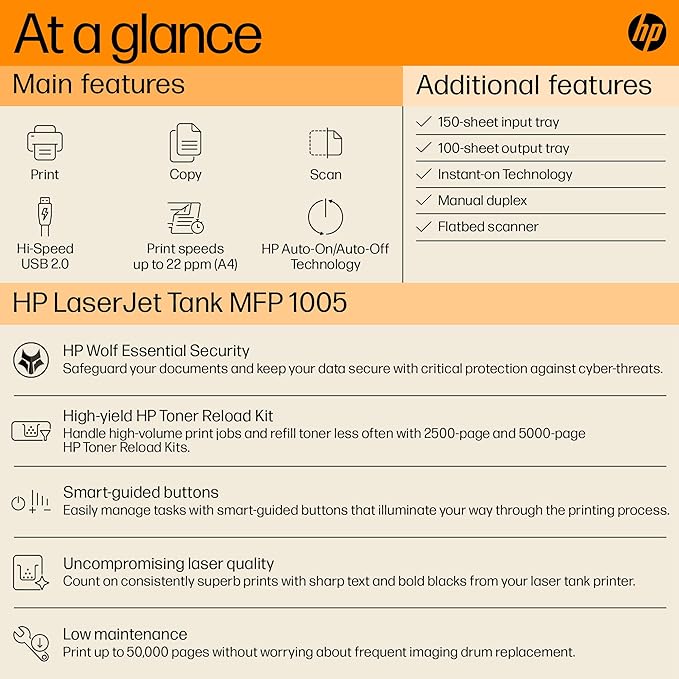 At a glance
hp
Main features
Print
Copy
Scan
Hi-Speed
USB 2.0
Print speeds
up to 22 ppm (A4)
HP Auto-On/Auto-Off
Technology
Additional features
150-sheet input tray
100-sheet output tray
Instant-on Technology
Manual duplex
Flatbed scanner
HP LaserJet Tank MFP 1005
HP Wolf Essential Security
Safeguard your documents and keep your data secure with critical protection against cyber-threats.
High-yield HP Toner Reload Kit
Handle high-volume print jobs and refill toner less often with 2500-page and 5000-page
HP Toner Reload Kits.
Smart-guided buttons
Easily manage tasks with smart-guided buttons that illuminate your way through the printing process.
Uncompromising laser quality
Count on consistently superb prints with sharp text and bold blacks from your laser tank printer.
Low maintenance
Print up to 50,000 pages without worrying about frequent imaging drum replacement.